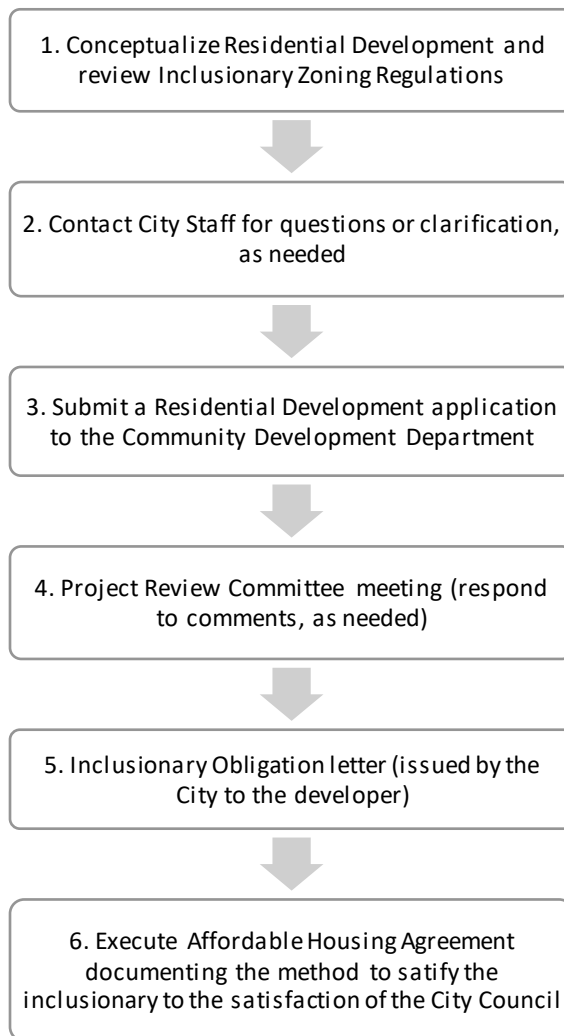 1. Conceptualize Residential Development and
review Inclusionary Zoning Regulations
2. Contact City Staff for questions or clarification,
as needed
3. Submit a Residential Development application
to the Community Development Department
4. Project Review Committee meeting (respond
to comments, as needed)
5. Inclusionary Obligation letter (issued by the
City to the developer)
6. Execute Affordable Housing Agreement
documenting the method to satify the
inclusionary to the satisfaction of the City Council